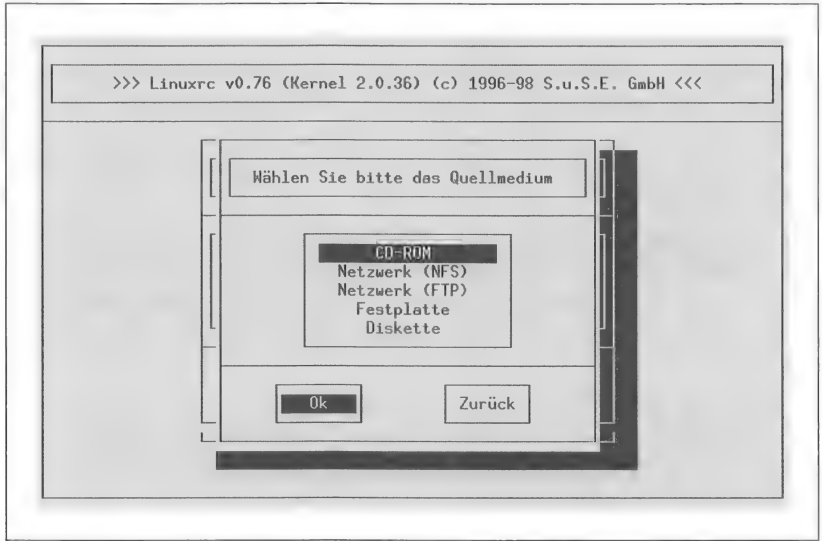 >>> Linuxrc v0.76 (Kernel 2.0.36) (c) 1996-98 S.u.S.E. GmbH <<<
Wählen Sie bitte das Quellmedium
CD-ROM
Netzwerk (NFS)
Netzwerk (FTP)
Festplatte
Diskette
Ok Zurück